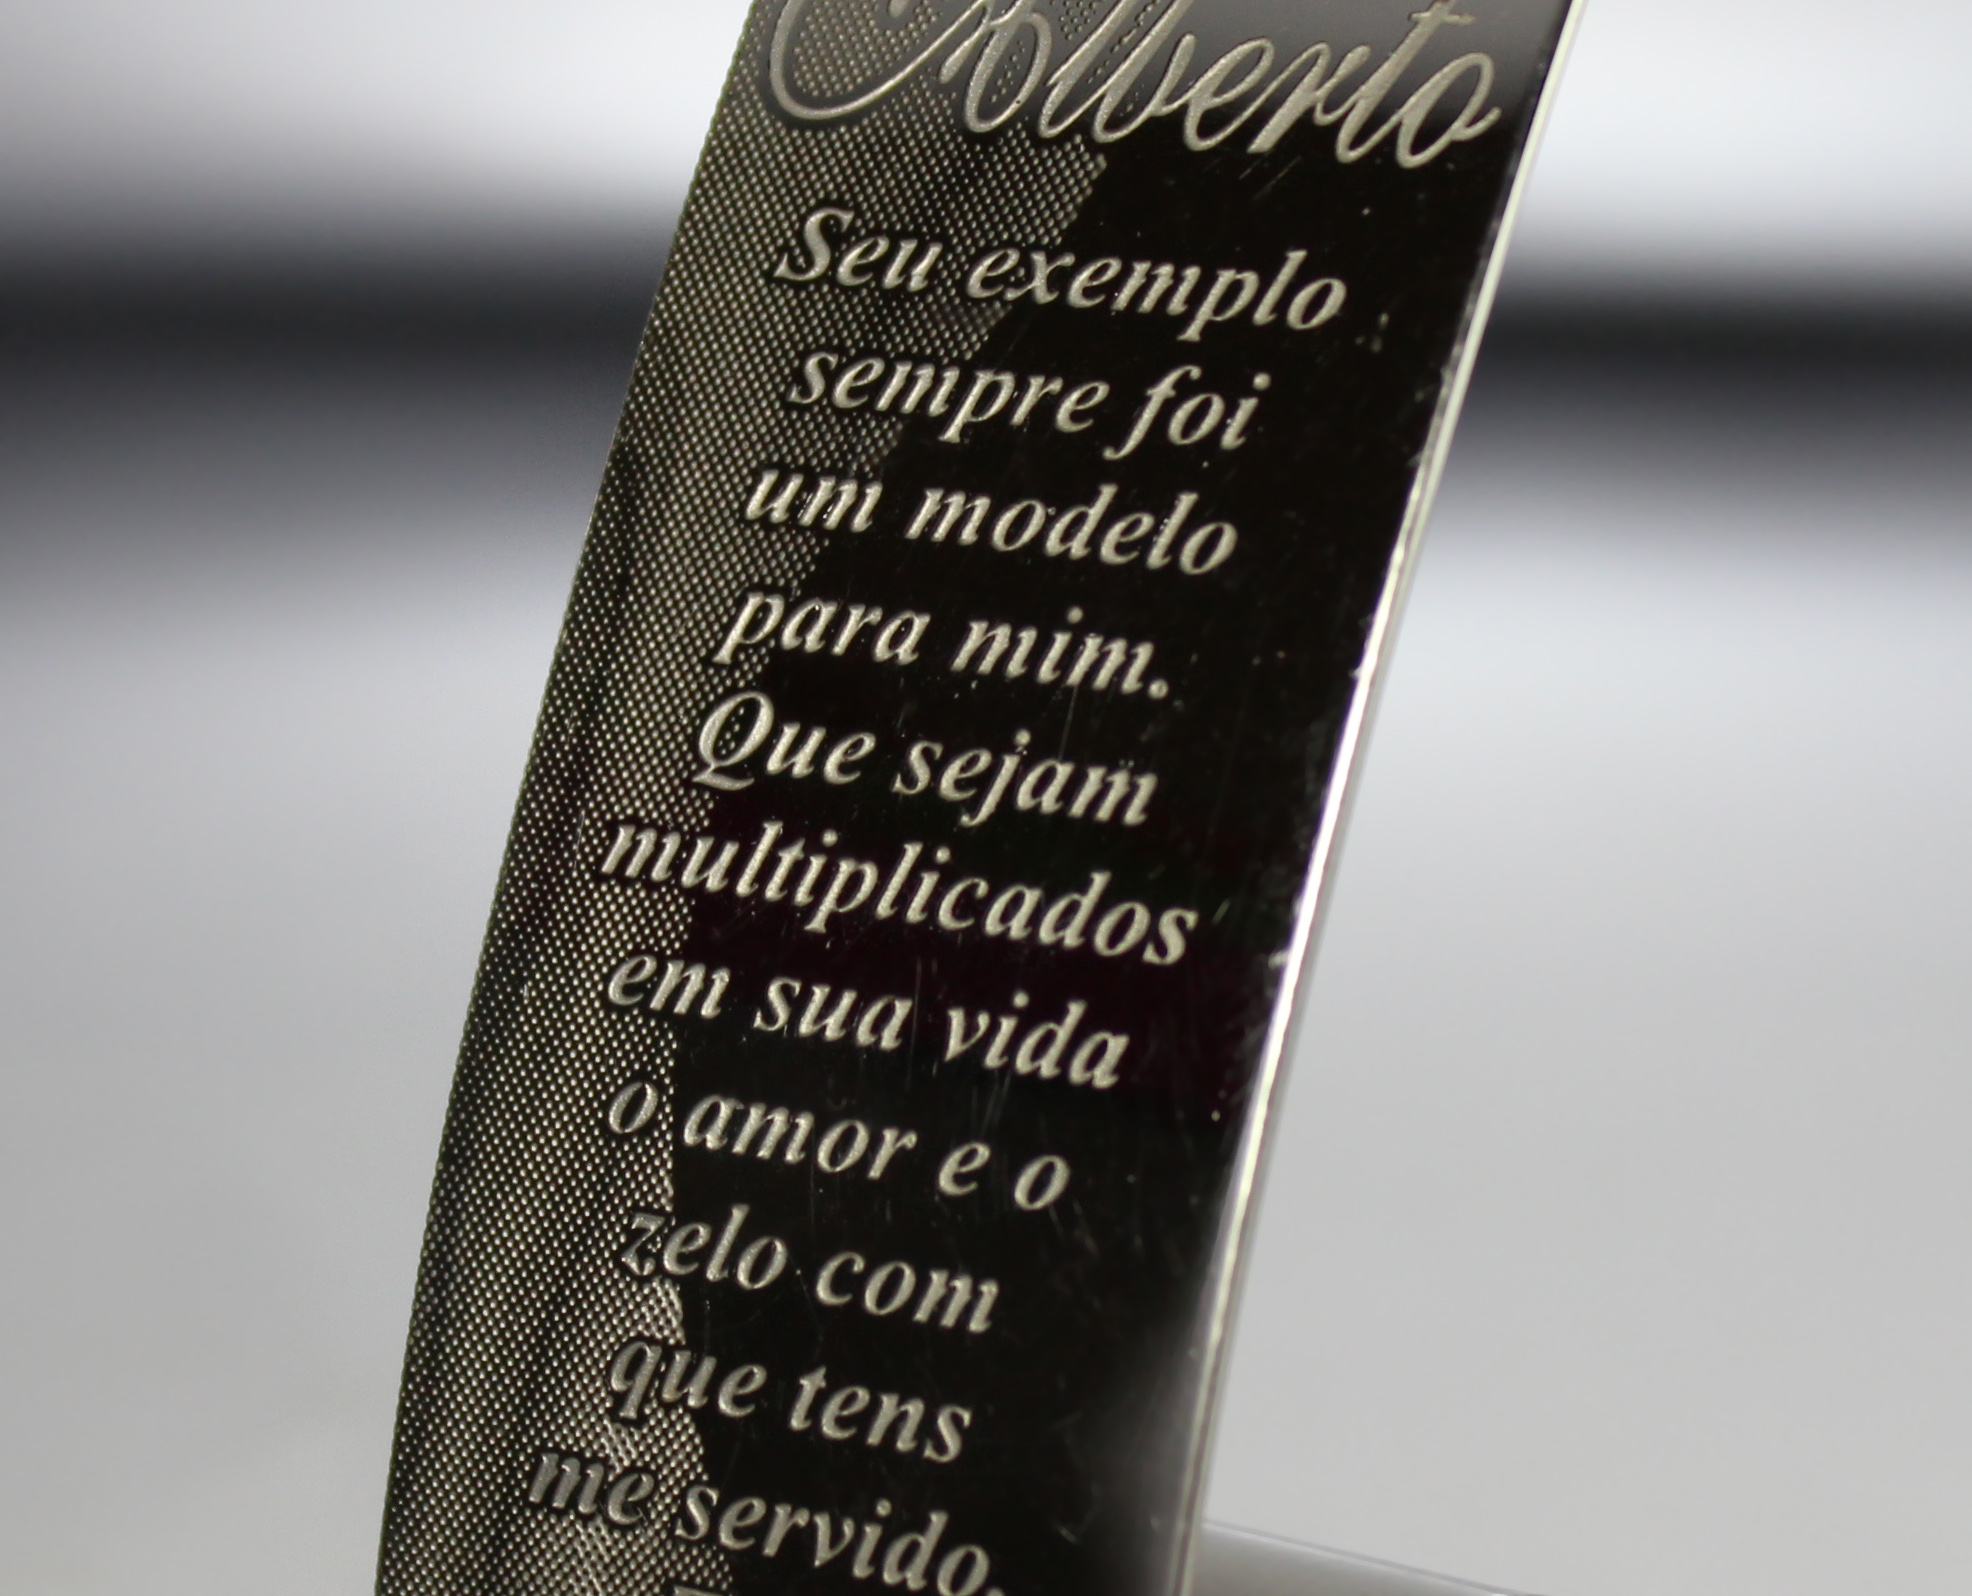 Alberto
Seu exemplo
sempre foi
um modelo
para mim.
Que sejam
multiplicados
em sua vida
o amor e o
zelo com
que tens
me servido.